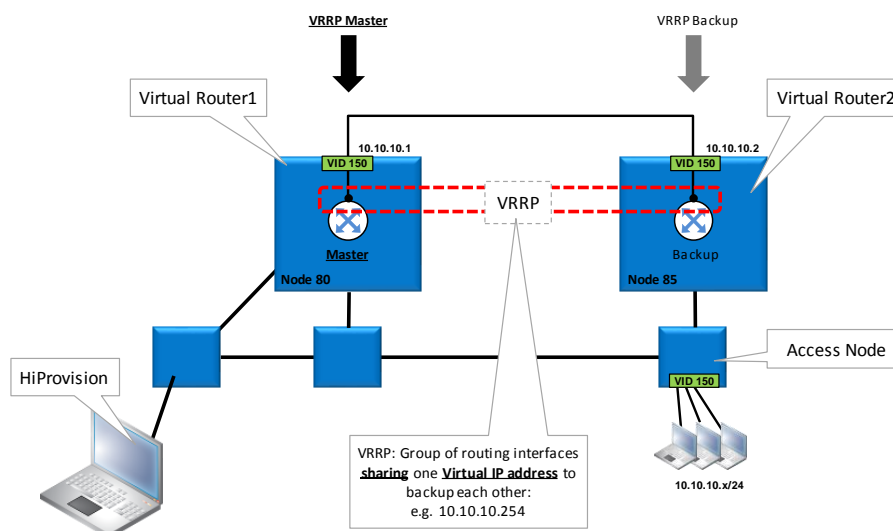 VRRP Master
VRRP Backup
Virtual Router1
Virtual Router2
10.10.10.1
10.10.10.2
VID 150
VID 150
VRRP
Master
Backup
Node 80
Node 85
Access Node
HiProvision
VID 150
VRRP: Group of routing interfaces
sharing one Virtual IP address to
backup each other:
e.g. 10.10.10.254
10.10.10.x/24